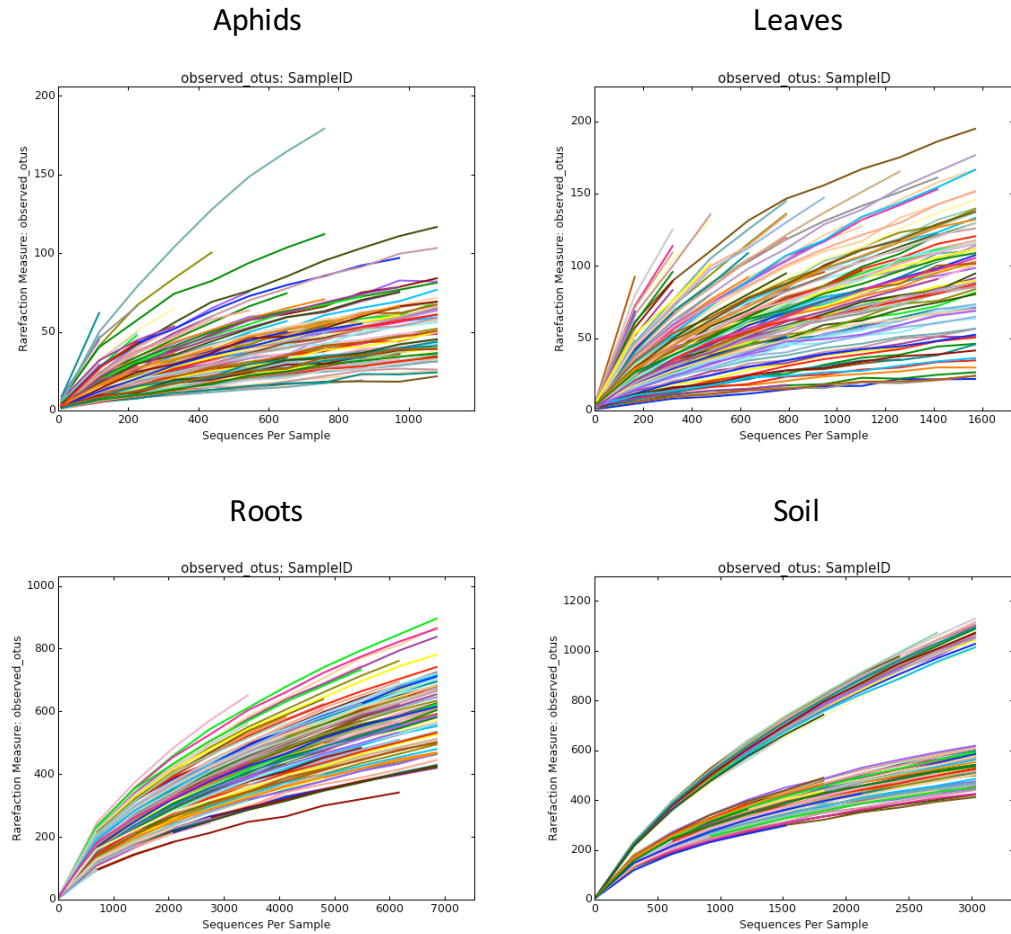 Aphids
observed_otus: SampleID
200
150
100
50
0
0 200 400 600 800 1000
Rarefaction Measure: observed_otus
Sequences Per Sample
Leaves
observed_otus: SampleID
200
150
100
50
0
0 200 400 600 800 1000 1200 1400 1600
Rarefaction Measure: observed_otus
Sequences Per Sample
Roots
observed_otus: SampleID
1000
800
600
400
200
0
0 1000 2000 3000 4000 5000 6000 7000
Rarefaction Measure: observed_otus
Sequences Per Sample
Soil
observed_otus: SampleID
1200
1000
800
600
400
200
0
0 500 1000 1500 2000 2500 3000
Rarefaction Measure: observed_otus
Sequences Per Sample